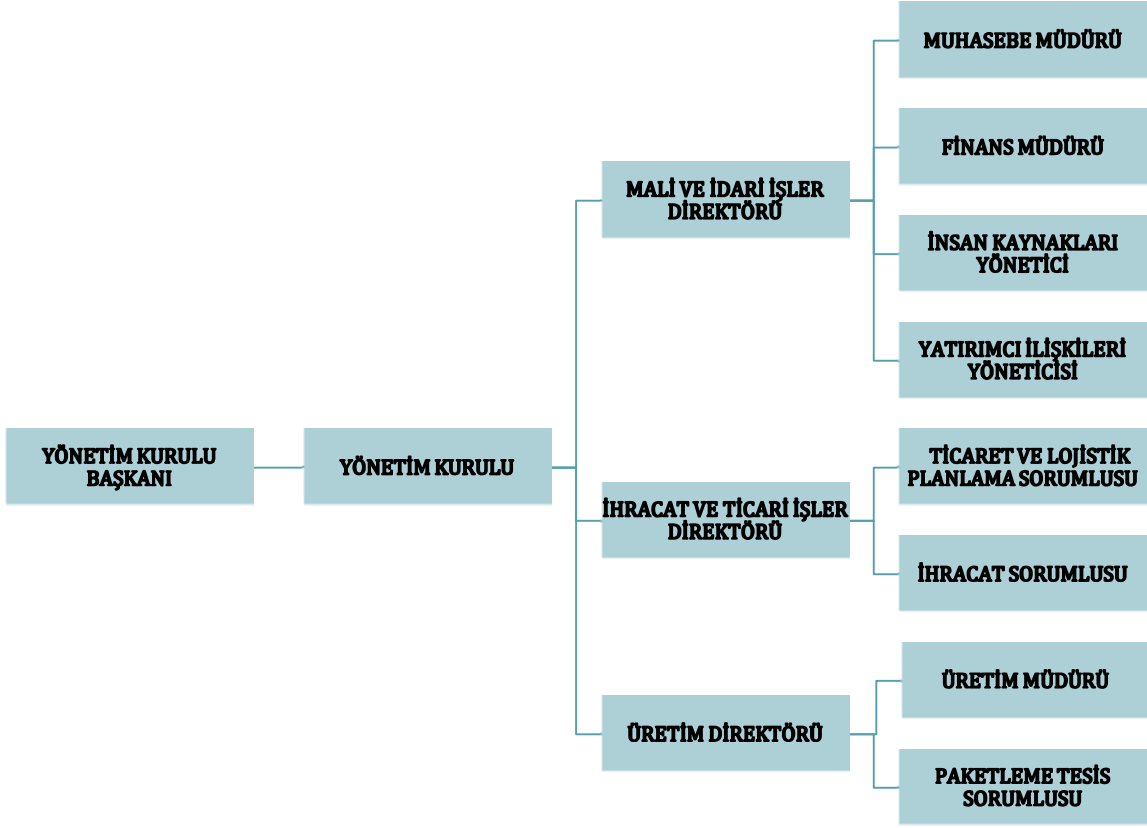 MUHASEBE MÜDÜRÜ
FİNANS MÜDÜRÜ
MALİ VE İDARİ İŞLER
DİREKTÖRÜ
İNSAN KAYNAKLARI
YÖNETİCİ
YATIRIMCI İLİŞKİLERİ
YÖNETİCİSİ
YÖNETİM KURULU
BAŞKANI
YÖNETİM KURULU
TİCARET VE LOJİSTİK
PLANLAMA SORUMLUSU
İHRACAT VE TİCARİ İŞLER
DİREKTÖRÜ
İHRACAT SORUMLUSU
ÜRETİM MÜDÜRÜ
ÜRETİM DİREKTÖRÜ
PAKETLEME TESİS
SORUMLUSU